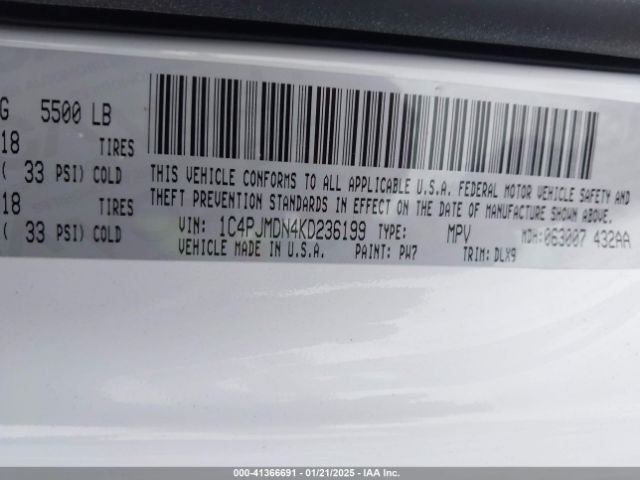 G 5500 LB
18 TIRES
( 33 PSI) COLD
18 TIRES
( 33 PSI) COLD
THIS VEHICLE CONFORMS TO ALL APPLICABLE U.S.A. FEDERAL MOTOR VEHICLE SAFETY AND
THEFT PREVENTION STANDARDS IN EFFECT ON THE DATE OF MANUFACTURE SHOWN ABOVE.
VIN: 1C4PJMDN4KD236199 TYPE: MPV MDH:063007 432AA
VEHICLE MADE IN U.S.A. PAINT: PW7 TRIM: DLX9
000-41366691 - 01/21/2025 - IAA Inc.